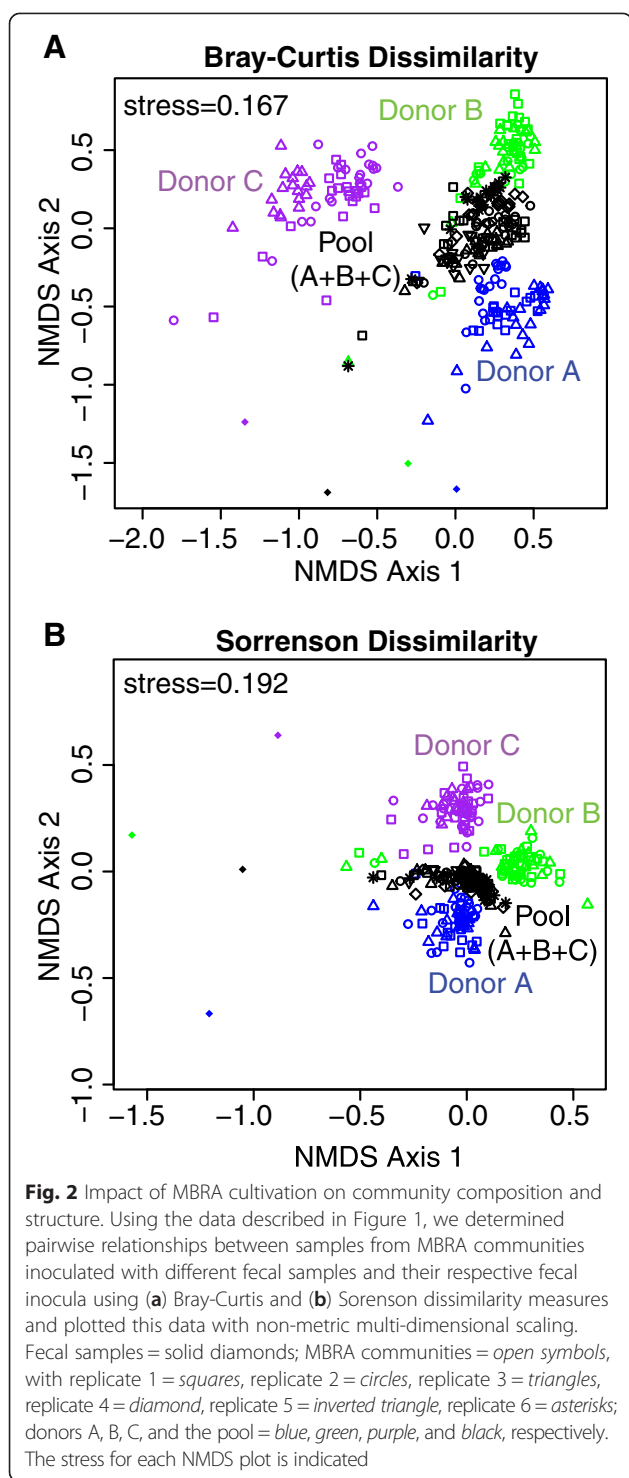 A
Bray-Curtis Dissimilarity
stress=0.167
Donor B
Donor C
Pool
(A+B+C)
Donor A
NMDS Axis 2
0.5
0.0
−0.5
−1.0
−1.5
−2.0 −1.5 −1.0 −0.5 0.0 0.5
NMDS Axis 1
B
Sorrenson Dissimilarity
stress=0.192
Donor C
Donor B
Pool
(A+B+C)
Donor A
NMDS Axis 2
0.5
0.0
−0.5
−1.0
−1.5 −1.0 −0.5 0.0 0.5
NMDS Axis 1
Fig. 2 Impact of MBRA cultivation on community composition and
structure. Using the data described in Figure 1, we determined
pairwise relationships between samples from MBRA communities
inoculated with different fecal samples and their respective fecal
inocula using (a) Bray-Curtis and (b) Sorenson dissimilarity measures
and plotted this data with non-metric multi-dimensional scaling.
Fecal samples = solid diamonds; MBRA communities = open symbols,
with replicate 1 = squares, replicate 2 = circles, replicate 3 = triangles,
replicate 4 = diamond, replicate 5 = inverted triangle, replicate 6 = asterisks;
donors A, B, C, and the pool = blue, green, purple, and black, respectively.
The stress for each NMDS plot is indicated